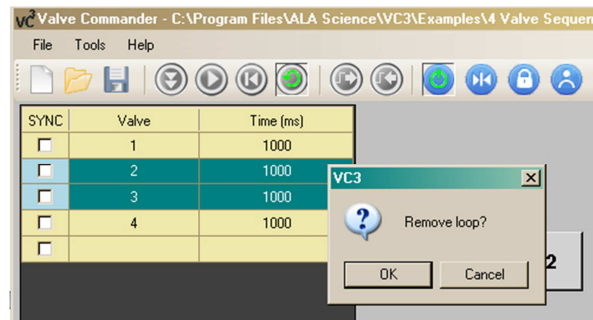 VC3 Valve Commander - C:\Program Files\ALA Science\VC3\Examples\4 Valve Sequen
File Tools Help
SYNC Valve Time (ms)
1 1000
2 1000
3 1000
4 1000
VC3
Remove loop?
OK Cancel
2